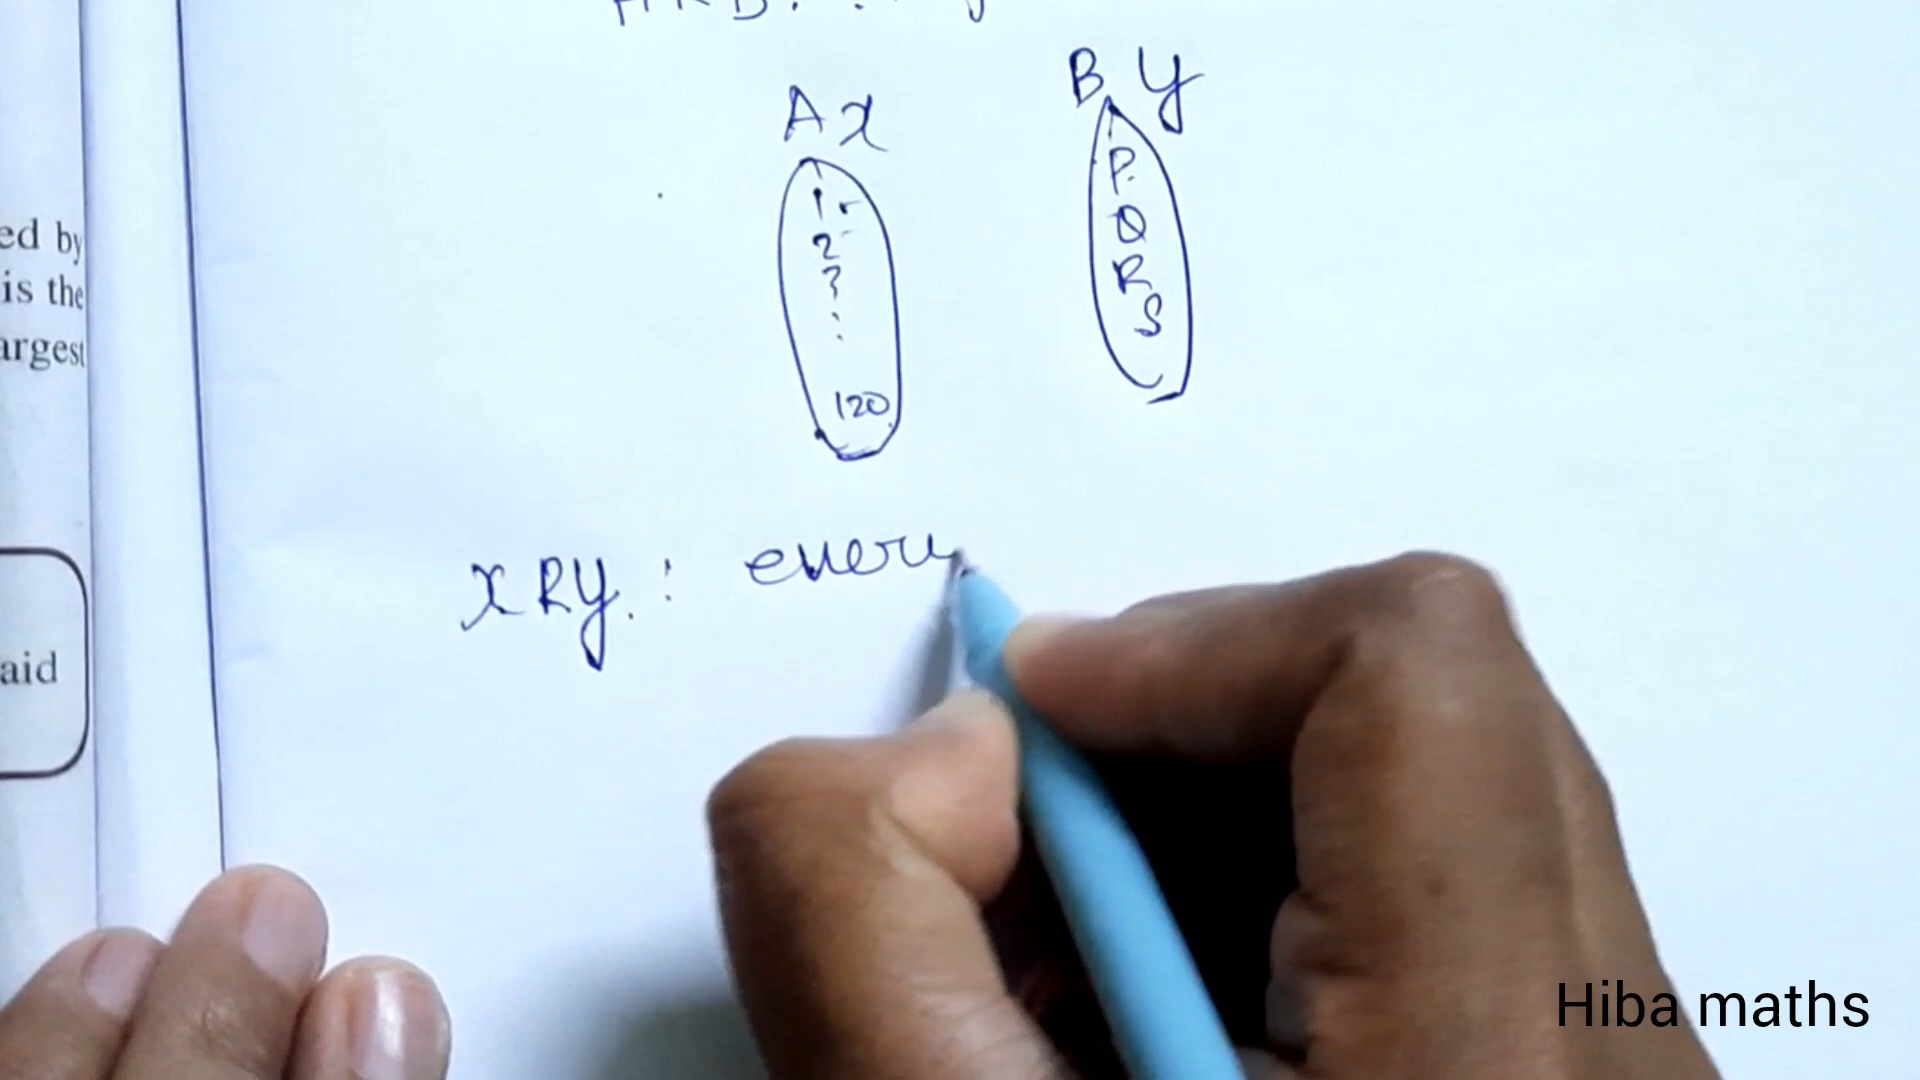 B y
A x
1
2
3
:
120
P
Q
R
S
x R y. : every
ed by
is the
argest
aid
Hiba maths